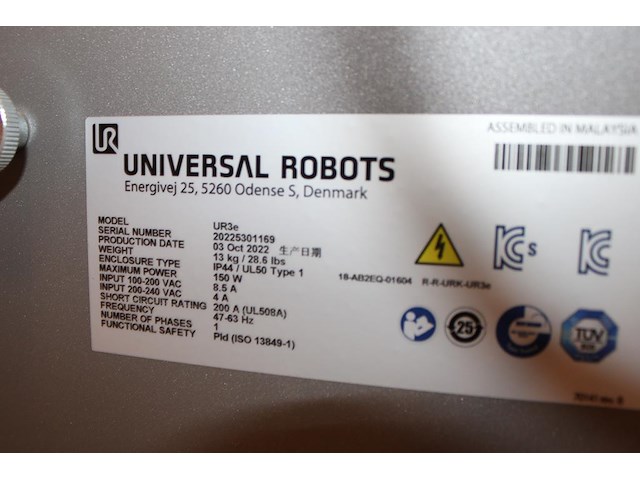 ASSEMBLED IN MALAYSIA
UR
UNIVERSAL ROBOTS
Energivej 25, 5260 Odense S, Denmark
MODEL UR3e
SERIAL NUMBER 20225301169
PRODUCTION DATE 03 Oct 2022 生产日期
WEIGHT 13 kg / 28.6 lbs
ENCLOSURE TYPE IP44 / UL50 Type 1
MAXIMUM POWER 150 W
INPUT 100-200 VAC 8.5 A
INPUT 200-240 VAC 4 A
SHORT CIRCUIT RATING 200 A (UL508A)
FREQUENCY 47-63 Hz
NUMBER OF PHASES 1
FUNCTIONAL SAFETY Pld (ISO 13849-1)
18-AB2EQ-01604 R-R-URK-UR3e
25
TÜV